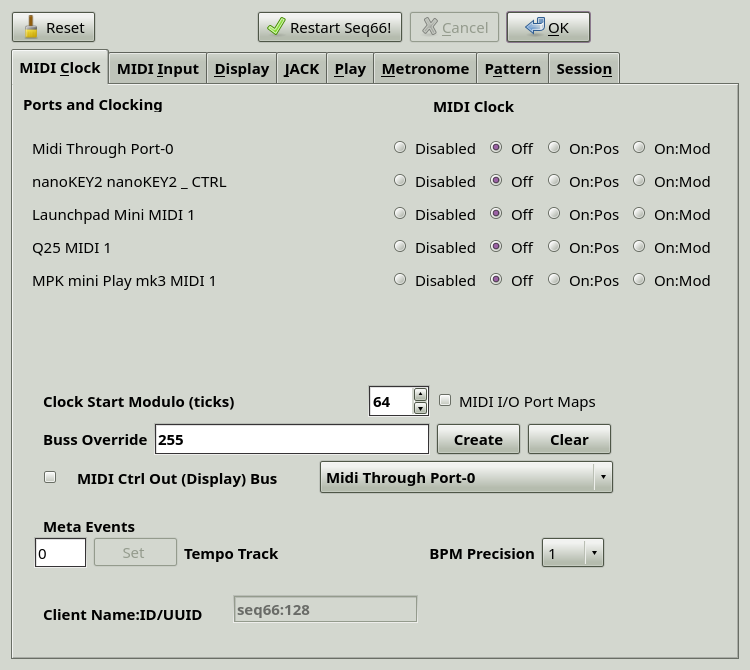 Reset Restart Seq66! Cancel OK
MIDI Clock MIDI Input Display JACK Play Metronome Pattern Session
Ports and Clocking MIDI Clock
Midi Through Port-0 Disabled Off On:Pos On:Mod
nanoKEY2 nanoKEY2 _ CTRL Disabled Off On:Pos On:Mod
Launchpad Mini MIDI 1 Disabled Off On:Pos On:Mod
Q25 MIDI 1 Disabled Off On:Pos On:Mod
MPK mini Play mk3 MIDI 1 Disabled Off On:Pos On:Mod
Clock Start Modulo (ticks) 64 MIDI I/O Port Maps
Buss Override 255 Create Clear
MIDI Ctrl Out (Display) Bus Midi Through Port-0
Meta Events
0 Set Tempo Track BPM Precision 1
Client Name:ID/UUID seq66:128